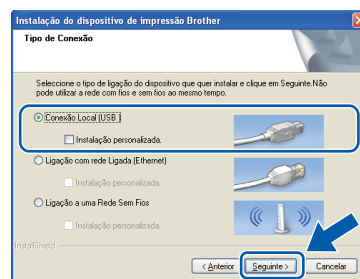 Instalação do dispositivo de impressão Brother
Tipo de Conexão
Seleccione o tipo de ligação do dispositivo que quer instalar e clique em Seguinte.Não
pode utilizar a rede com fios e sem fios ao mesmo tempo.
Conexão Local (USB )
Instalação personalizada.
Ligação com rede Ligada (Ethernet)
Instalação personalizada.
Ligação a uma Rede Sem Fios
Instalação personalizada.
InstallShield
< Anterior Seguinte > Cancelar